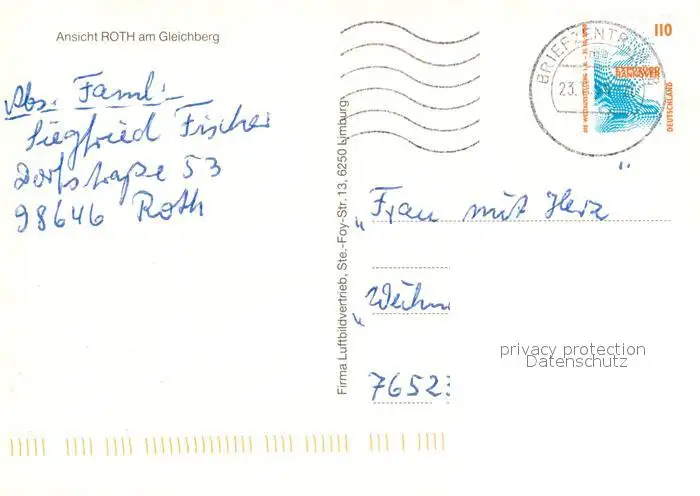 Ansicht ROTH am Gleichberg
Abs. Faml.
Siegfried Fischer
Dorfstraße 53
98646 Roth
Firma Luftbildvertrieb, Ste.-Foy-Str. 13, 6250 Limburg
BRIEFZENTRUM
23.
110
HANNOVER
DEUTSCHLAND
„Frau mit Herz"
„Weihn
7652
privacy protection
Datenschutz